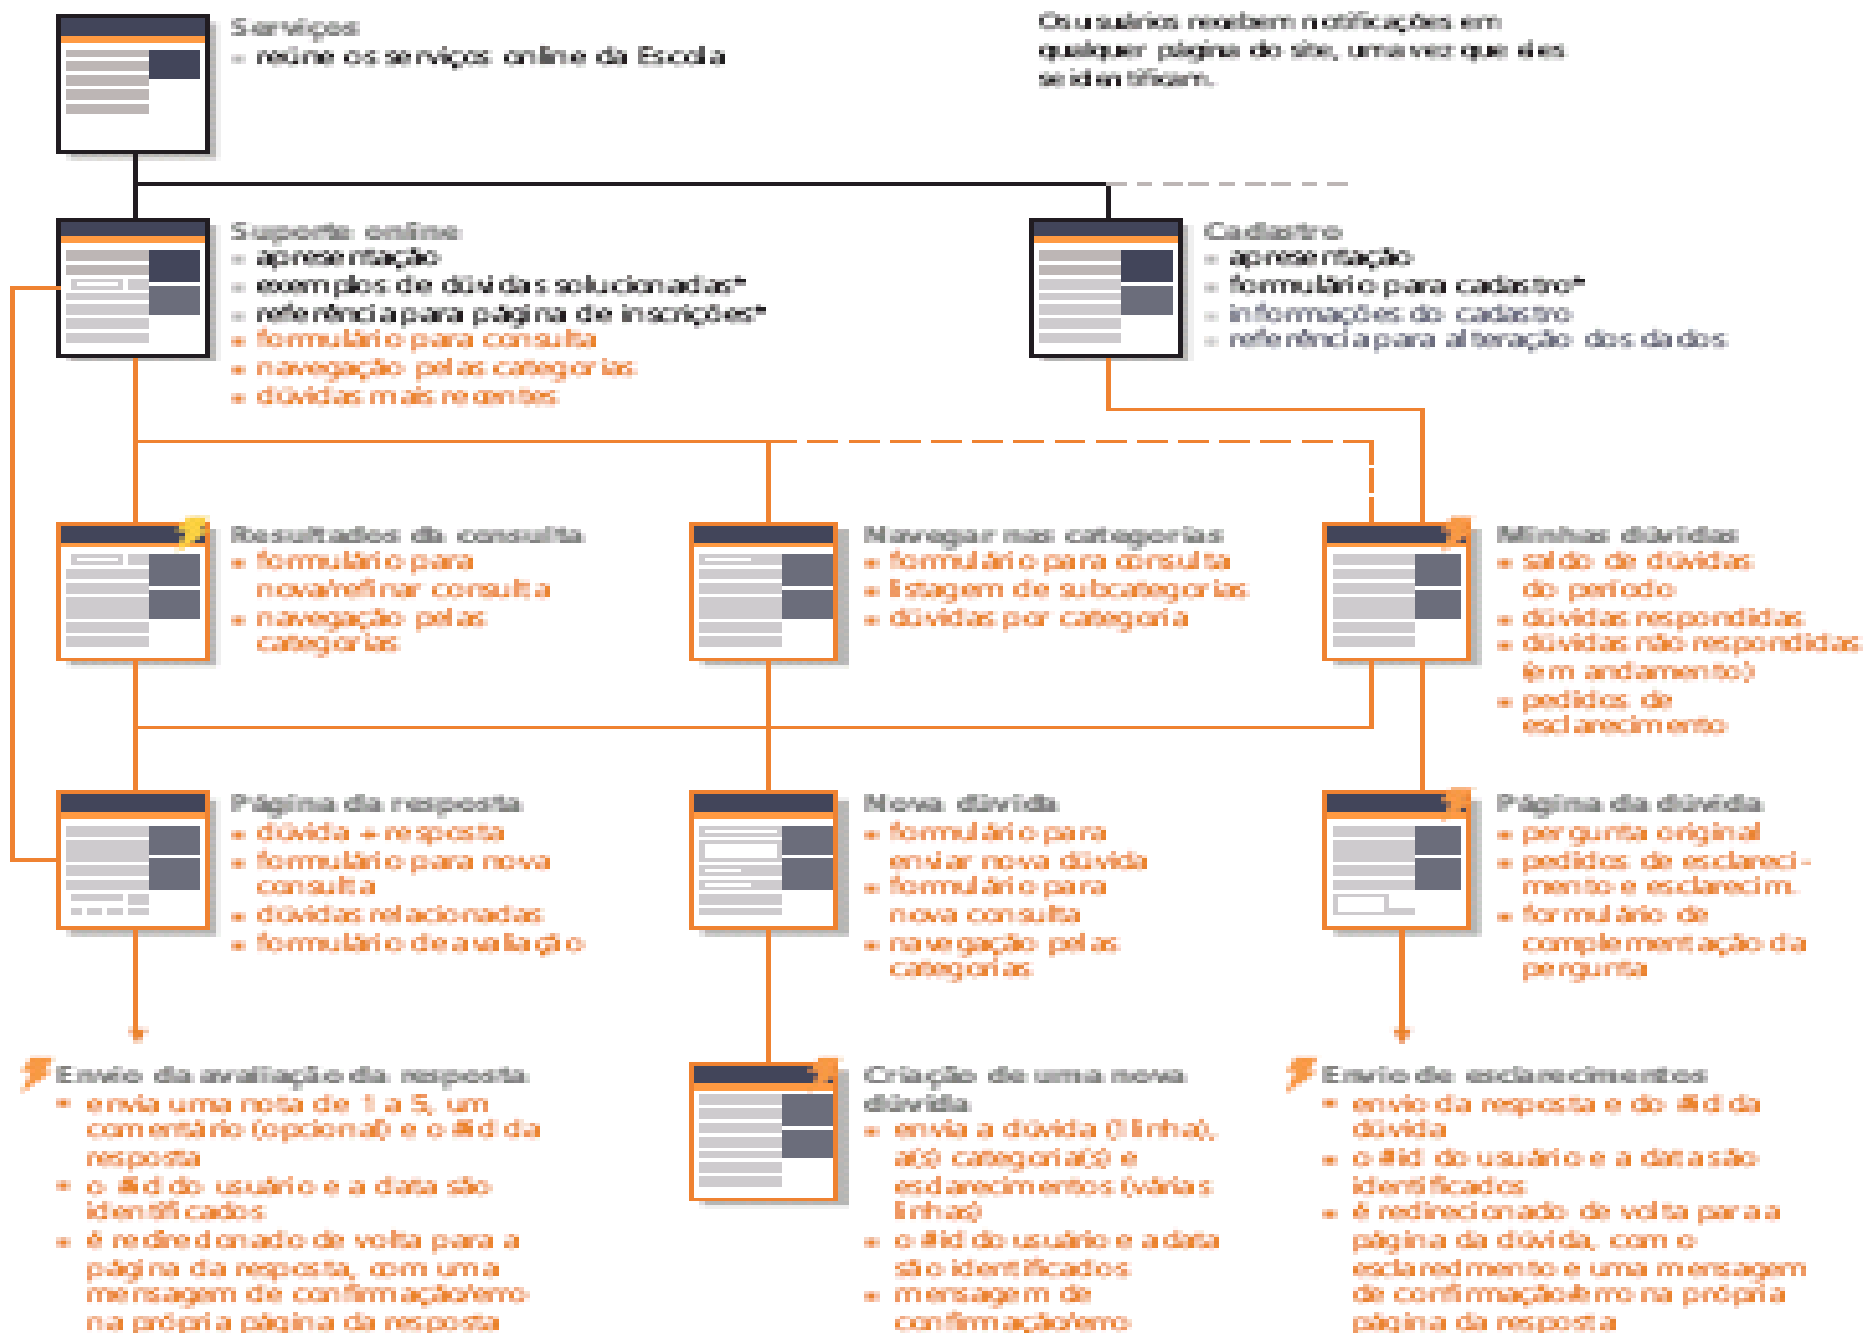 Serviços
reúne os serviços online da Escola
Os usuários recebem notificações em
qualquer página do site, uma vez que eles
se identificam.
Suporte online
apresentação
exemplos de dúvidas solucionadas*
referência para página de inscrições*
formulário para consulta
navegação pelas categorias
dúvidas mais recentes
Cadastro
apresentação
formulário para cadastro*
informações do cadastro
referência para alteração dos dados
Resultados da consulta
formulário para
nova/refinar consulta
navegação pelas
categorias
Navegar nas categorias
formulário para consulta
listagem de subcategorias
dúvidas por categoria
Minhas dúvidas
saldo de dúvidas
do período
dúvidas respondidas
dúvidas não respondidas
(em andamento)
pedidos de
esclarecimento
Página da resposta
dúvida + resposta
formulário para nova
consulta
dúvidas relacionadas
formulário de avaliação
Nova dúvida
formulário para
enviar nova dúvida
formulário para
nova consulta
navegação pelas
categorias
Página da dúvida
pergunta original
pedidos de esclareci-
mento e esclarecim.
formulário de
complementação da
pergunta
Envio da avaliação da resposta
envia uma nota de 1 a 5, um
comentário (opcional) e o #id da
resposta
o #id do usuário e a data são
identificados
é redirecionado de volta para a
página da resposta, com uma
mensagem de confirmação/erro
na própria página da resposta
Criação de uma nova
dúvida
envia a dúvida (1 linha),
a(s) categoria(s) e
esclarecimentos (várias
linhas)
o #id do usuário e a data
são identificados
mensagem de
confirmação/erro
Envio de esclarecimentos
envio da resposta e do #id da
dúvida
o #id do usuário e a data são
identificados
é redirecionado de volta para a
página da dúvida, com o
esclarecimento e uma mensagem
de confirmação/erro na própria
página da resposta